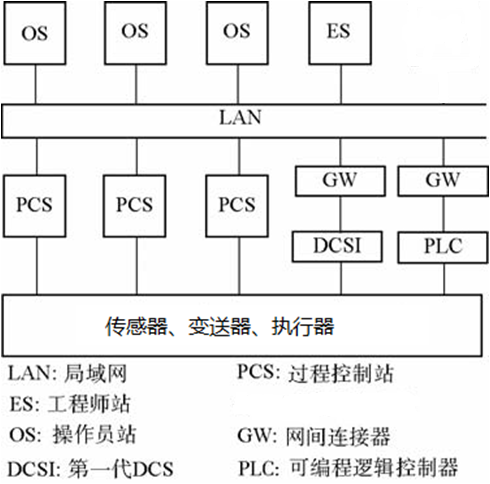 OS OS OS ES
LAN
PCS PCS PCS GW GW
DCSI PLC
传感器、变送器、执行器
LAN: 局域网 PCS: 过程控制站
ES: 工程师站
OS: 操作员站 GW: 网间连接器
DCSI: 第一代DCS PLC: 可编程逻辑控制器